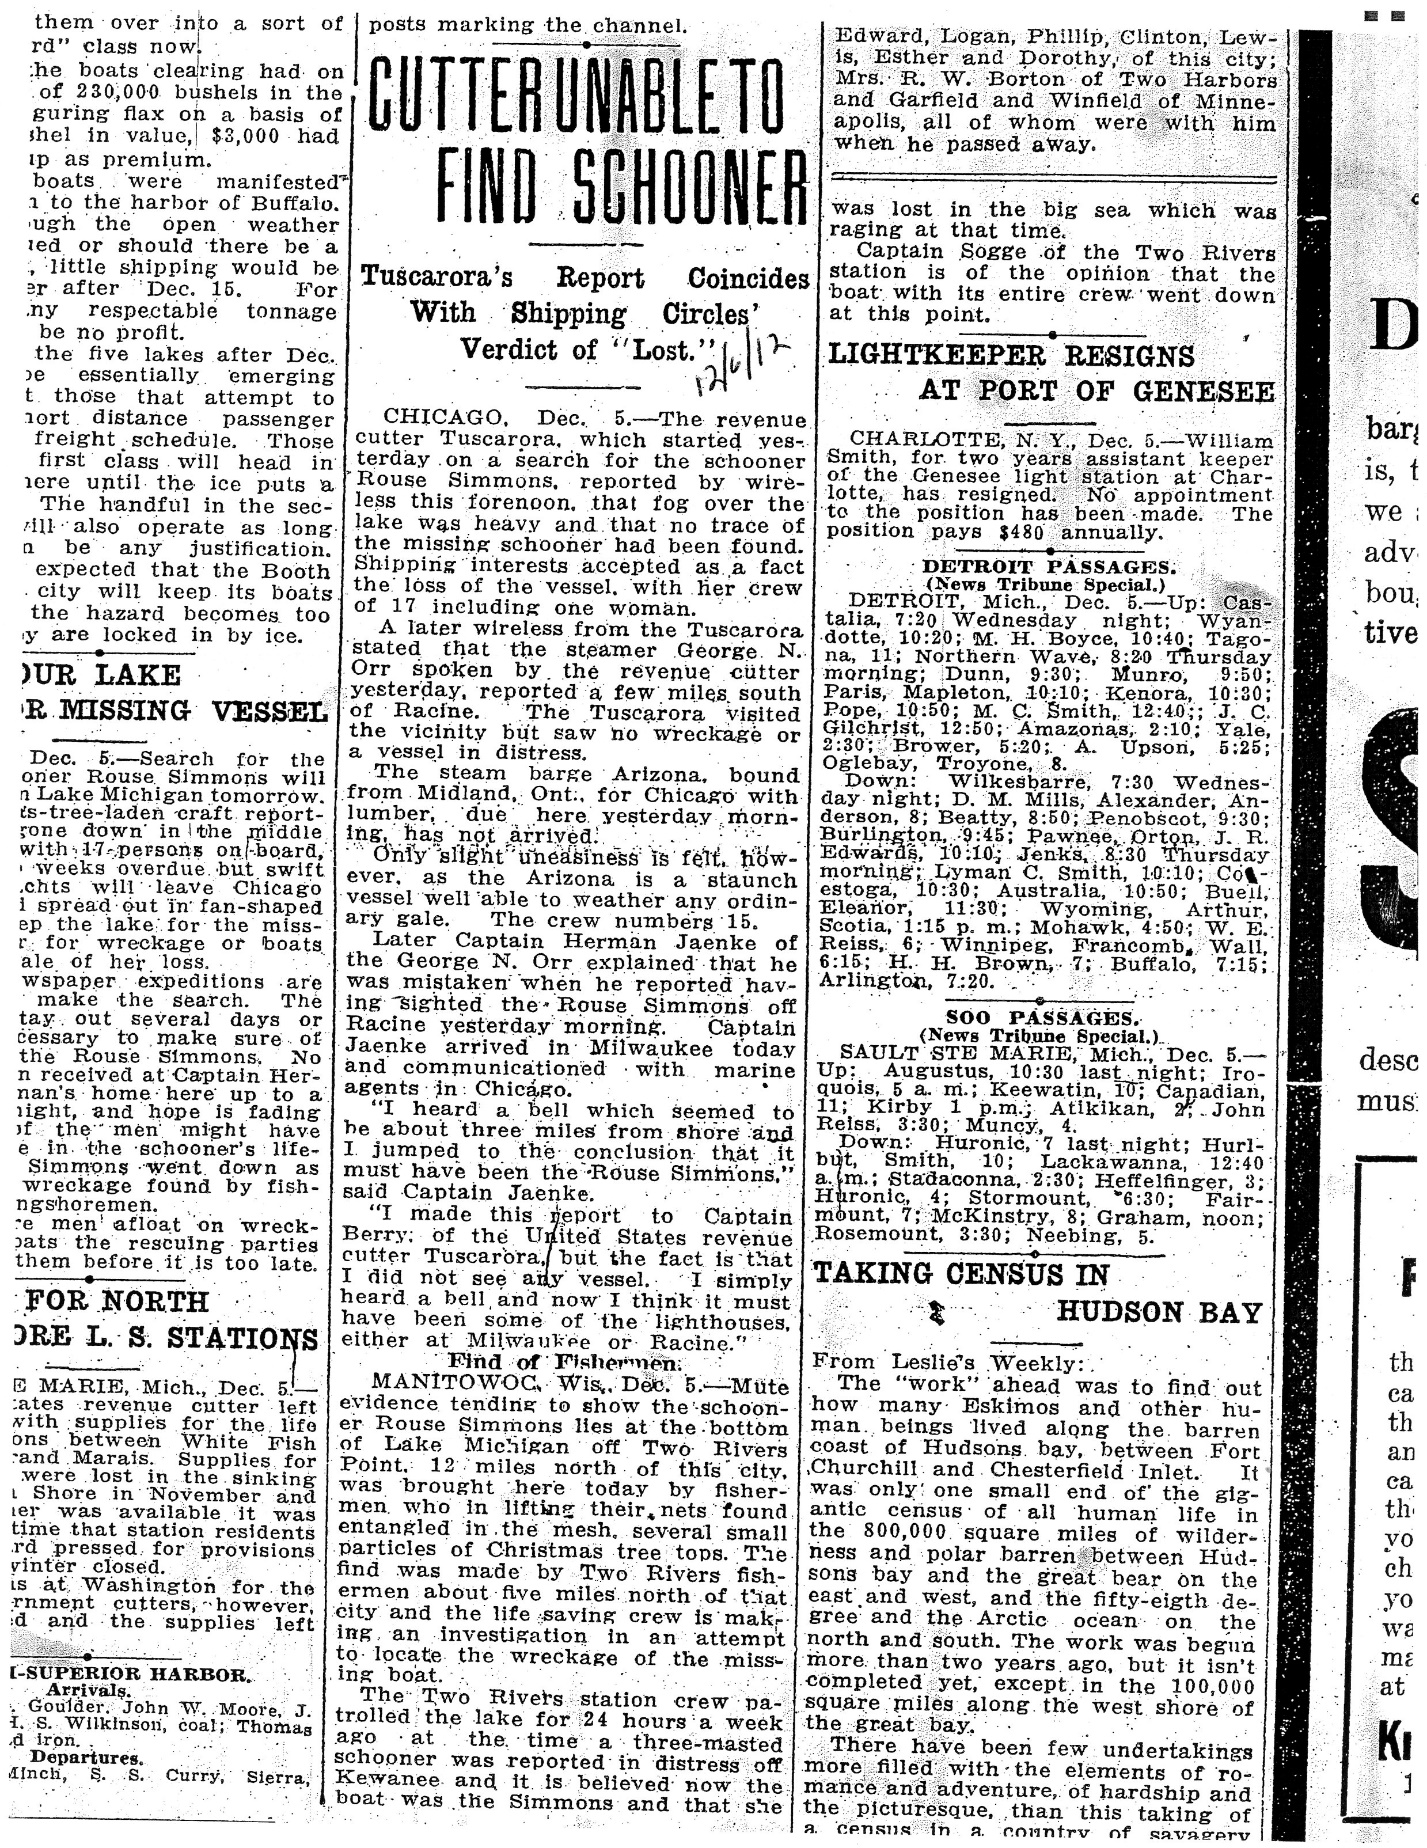 them over into a sort of
rd" class now.
he boats clearing had on
of 230,000 bushels in the
guring flax on a basis of
shel in value, $3,000 had
up as premium.
boats were manifested
n to the harbor of Buffalo.
ugh the open weather
ued or should there be a
, little shipping would be
er after Dec. 15. For
ny respectable tonnage
be no profit.
the five lakes after Dec.
be essentially emerging
t those that attempt to
hort distance passenger
freight schedule. Those
first class will head in
here until the ice puts a
The handful in the sec-
will also operate as long
n be any justification.
expected that the Booth
city will keep its boats
the hazard becomes too
y are locked in by ice.
OUR LAKE
R MISSING VESSEL
Dec. 5.—Search for the
oner Rouse Simmons will
n Lake Michigan tomorrow.
ts-tree-laden craft report-
gone down in the middle
with 17 persons on board,
weeks overdue but swift
chts will leave Chicago
d spread out in fan-shaped
ep the lake for the miss-
r for wreckage or boats
ale of her loss.
wspaper expeditions are
make the search. The
tay out several days or
cessary to make sure of
the Rouse Simmons. No
n received at Captain Her-
nan's home here up to a
night, and hope is fading
of the men might have
e in the schooner's life-
Simmons went down as
wreckage found by fish-
ngshoremen.
re men afloat on wreck-
oats the rescuing parties
them before it is too late.
FOR NORTH
ORE L. S. STATIONS
E MARIE, Mich., Dec. 5.—
ates revenue cutter left
with supplies for the life
ons between White Fish
rand Marais. Supplies for
were lost in the sinking
Shore in November and
er was available it was
time that station residents
rd pressed for provisions
winter closed.
is at Washington for the
rnment cutters, however,
d and the supplies left
I-SUPERIOR HARBOR.
Arrivals.
Goulder, John W. Moore, J.
H. S. Wilkinson, coal; Thomas
d iron.
Departures.
Minch, S. S. Curry, Sierra,
posts marking the channel.
CUTTER UNABLE TO
FIND SCHOONER
Tuscarora's Report Coincides
With Shipping Circles'
Verdict of "Lost."
12/6/12
CHICAGO, Dec. 5.—The revenue
cutter Tuscarora, which started yes-
terday on a search for the schooner
Rouse Simmons, reported by wire-
less this forenoon, that fog over the
lake was heavy and that no trace of
the missing schooner had been found.
Shipping interests accepted as a fact
the loss of the vessel, with her crew
of 17 including one woman.
A later wireless from the Tuscarora
stated that the steamer George N.
Orr spoken by the revenue cutter
yesterday, reported a few miles south
of Racine. The Tuscarora visited
the vicinity but saw no wreckage or
a vessel in distress.
The steam barge Arizona, bound
from Midland, Ont., for Chicago with
lumber, due here yesterday morn-
ing, has not arrived.
Only slight uneasiness is felt, how-
ever, as the Arizona is a staunch
vessel well able to weather any ordin-
ary gale. The crew numbers 15.
Later Captain Herman Jaenke of
the George N. Orr explained that he
was mistaken when he reported hav-
ing sighted the Rouse Simmons off
Racine yesterday morning. Captain
Jaenke arrived in Milwaukee today
and communicationed with marine
agents in Chicago.
"I heard a bell which seemed to
be about three miles from shore and
I jumped to the conclusion that it
must have been the Rouse Simmons,"
said Captain Jaenke.
"I made this report to Captain
Berry, of the United States revenue
cutter Tuscarora, but the fact is that
I did not see any vessel. I simply
heard a bell and now I think it must
have been some of the lighthouses,
either at Milwaukee or Racine."
Find of Fishermen.
MANITOWOC, Wis., Dec. 5.—Mute
evidence tending to show the schoon-
er Rouse Simmons lies at the bottom
of Lake Michigan off Two Rivers
Point, 12 miles north of this city,
was brought here today by fisher-
men who in lifting their nets found
entangled in the mesh, several small
particles of Christmas tree tops. The
find was made by Two Rivers fish-
ermen about five miles north of that
city and the life saving crew is mak-
ing an investigation in an attempt
to locate the wreckage of the miss-
ing boat.
The Two Rivers station crew pa-
trolled the lake for 24 hours a week
ago at the time a three-masted
schooner was reported in distress off
Kewanee and it is believed now the
boat was the Simmons and that she
Edward, Logan, Phillip, Clinton, Lew-
is, Esther and Dorothy, of this city;
Mrs. R. W. Borton of Two Harbors
and Garfield and Winfield of Minne-
apolis, all of whom were with him
when he passed away.
was lost in the big sea which was
raging at that time.
Captain Sogge of the Two Rivers
station is of the opinion that the
boat with its entire crew went down
at this point.
LIGHTKEEPER RESIGNS
AT PORT OF GENESEE
CHARLOTTE, N. Y., Dec. 5.—William
Smith, for two years assistant keeper
of the Genesee light station at Char-
lotte, has resigned. No appointment
to the position has been made. The
position pays $480 annually.
DETROIT PASSAGES.
(News Tribune Special.)
DETROIT, Mich., Dec. 5.—Up: Cas-
talia, 7:20 Wednesday night; Wyan-
dotte, 10:20; M. H. Boyce, 10:40; Tago-
na, 11; Northern Wave, 8:20 Thursday
morning; Dunn, 9:30; Munro, 9:50;
Paris, Mapleton, 10:10; Kenora, 10:30;
Pope, 10:50; M. C. Smith, 12:40;; J. C.
Gilchrist, 12:50; Amazonas, 2:10; Yale,
2:30; Brower, 5:20; A. Upson, 5:25;
Oglebay, Troyone, 8.
Down: Wilkesbarre, 7:30 Wednes-
day night; D. M. Mills, Alexander, An-
derson, 8; Beatty, 8:50; Penobscot, 9:30;
Burlington, 9:45; Pawnee, Orton, J. R.
Edwards, 10:10; Jenks, 8:30 Thursday
morning; Lyman C. Smith, 10:10; Co
estoga, 10:30; Australia, 10:50; Buell,
Eleanor, 11:30; Wyoming, Arthur,
Scotia, 1:15 p. m.; Mohawk, 4:50; W. E.
Reiss, 6; Winnipeg, Francomb, Wall,
6:15; H. H. Brown, 7; Buffalo, 7:15;
Arlington, 7:20.
SOO PASSAGES.
(News Tribune Special.)
SAULT STE MARIE, Mich., Dec. 5.—
Up: Augustus, 10:30 last night; Iro-
quois, 5 a. m.; Keewatin, 10; Canadian,
11; Kirby 1 p.m.; Atikikan, 2; John
Reiss, 3:30; Muncy, 4.
Down: Huronic, 7 last night; Hurl-
but, Smith, 10; Lackawanna, 12:40
a. m.; Stadaconna, 2:30; Heffelfinger, 3;
Huronic, 4; Stormount, 6:30; Fair-
mount, 7; McKinstry, 8; Graham, noon;
Rosemount, 3:30; Neebing, 5.
TAKING CENSUS IN
HUDSON BAY
From Leslie's Weekly:
The "work" ahead was to find out
how many Eskimos and other hu-
man beings lived along the barren
coast of Hudsons bay, between Fort
Churchill and Chesterfield Inlet. It
was only one small end of the gig-
antic census of all human life in
the 800,000 square miles of wilder-
ness and polar barren between Hud-
sons bay and the great bear on the
east and west, and the fifty-eigth de-
gree and the Arctic ocean on the
north and south. The work was begun
more than two years ago, but it isn't
completed yet, except in the 100,000
square miles along the west shore of
the great bay.
There have been few undertakings
more filled with the elements of ro-
mance and adventure, of hardship and
the picturesque, than this taking of
a census in a country of savagery
D
barg
is, t
we
adv
bou
tive
S
desc
mus
F
th
ca
th
an
ca
th
yo
ch
yo
wa
ma
at
Kr
1